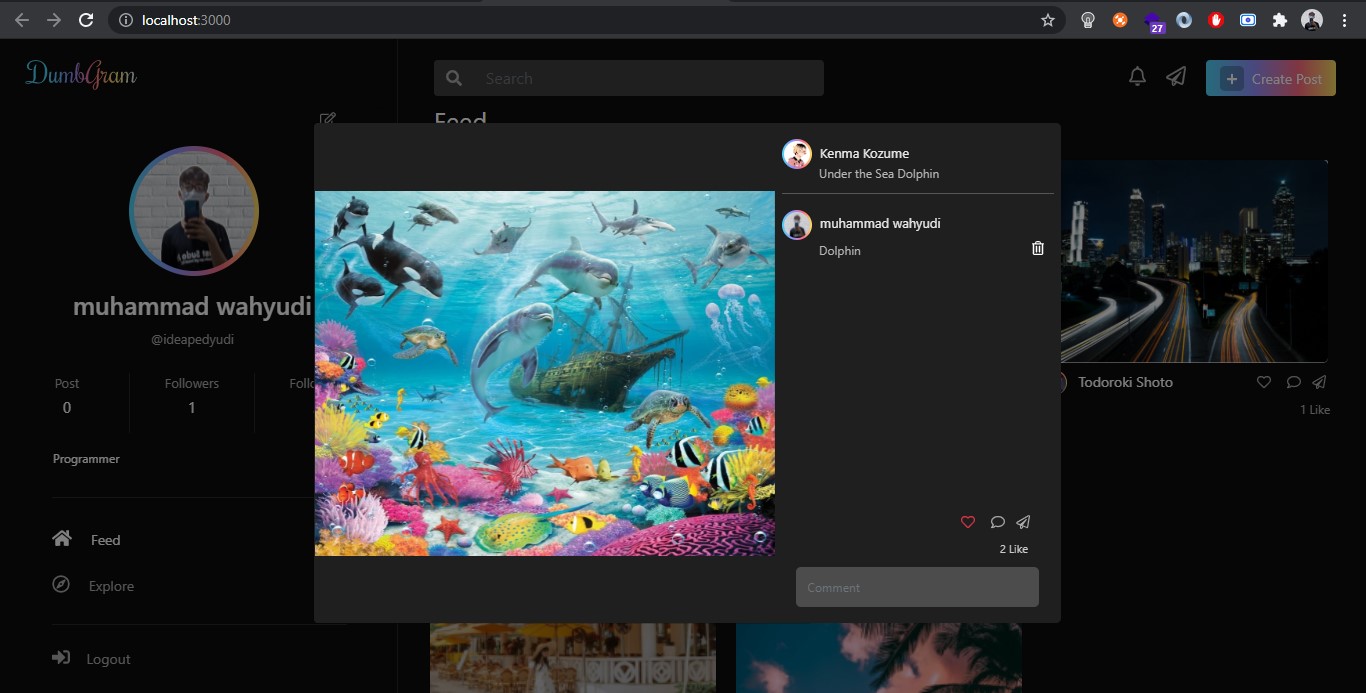 localhost:3000
27
DumbGram
Search
Create Post
Feed
muhammad wahyudi
@ideapedyudi
Post
Followers
Foll
0
1
Programmer
Feed
Explore
Logout
Kenma Kozume
Under the Sea Dolphin
muhammad wahyudi
Dolphin
2 Like
Comment
Todoroki Shoto
1 Like